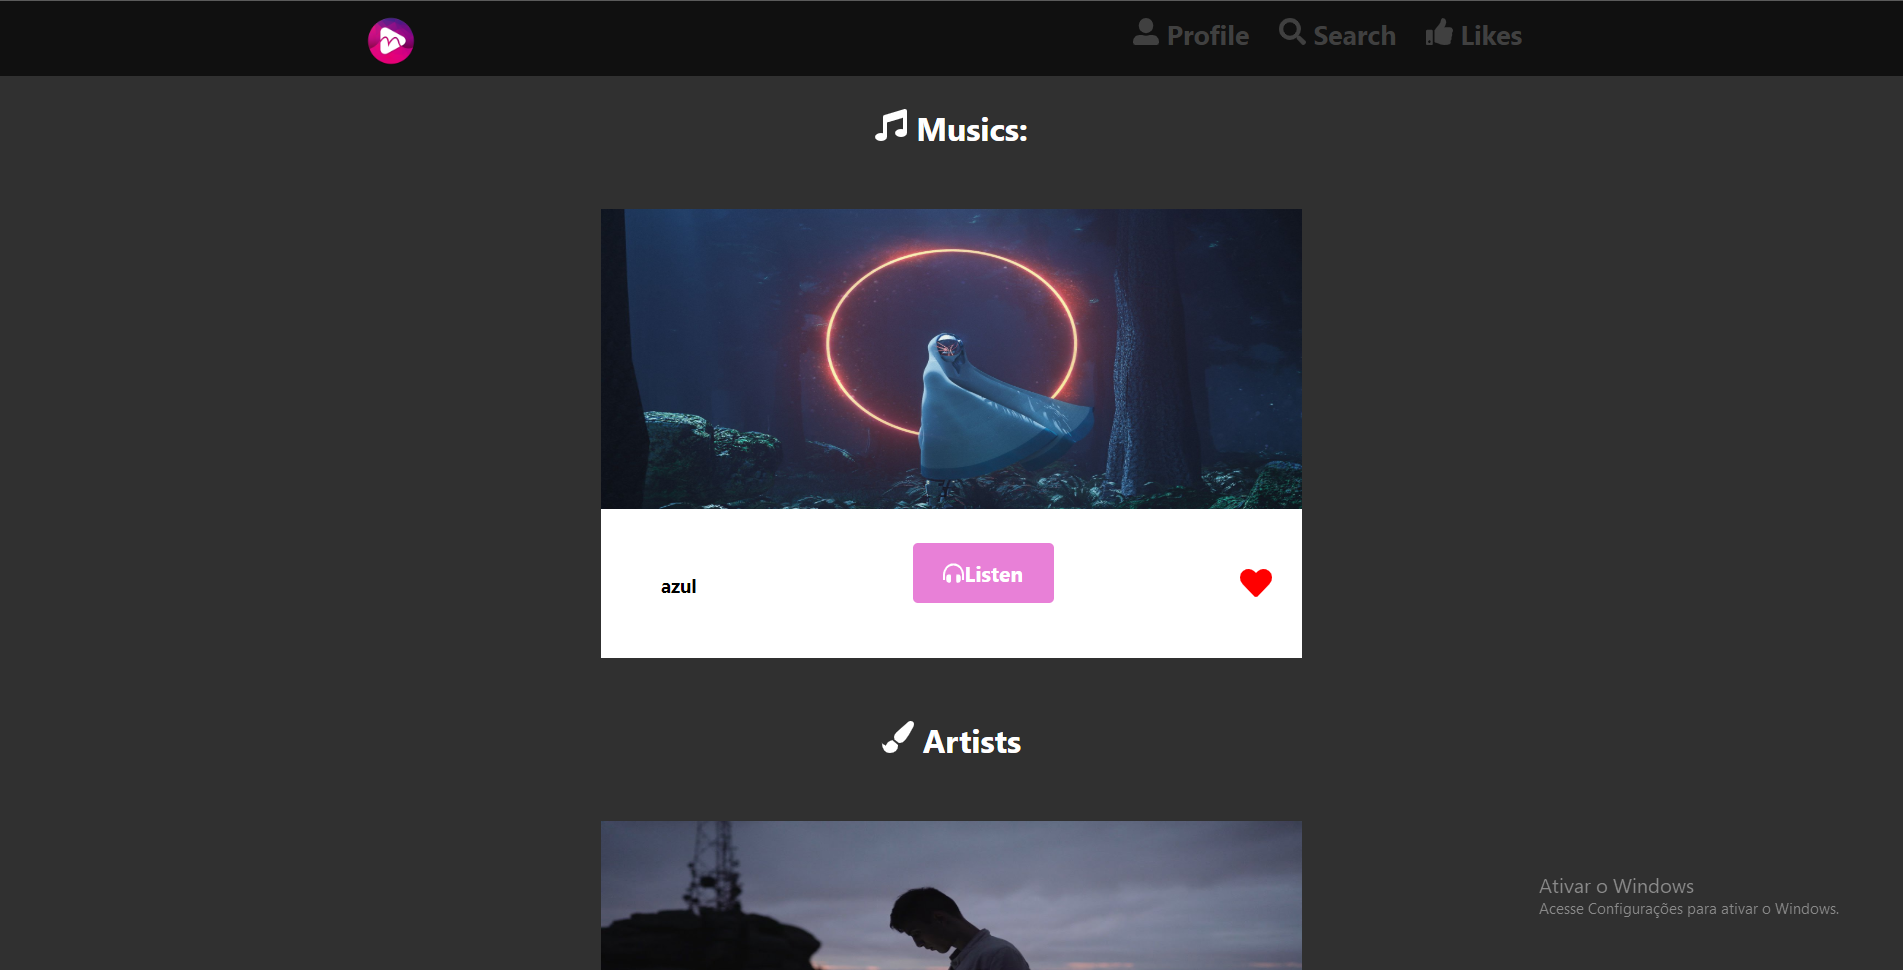 Profile Search Likes
Musics:
azul
Listen
Artists
Ativar o Windows
Acesse Configurações para ativar o Windows.